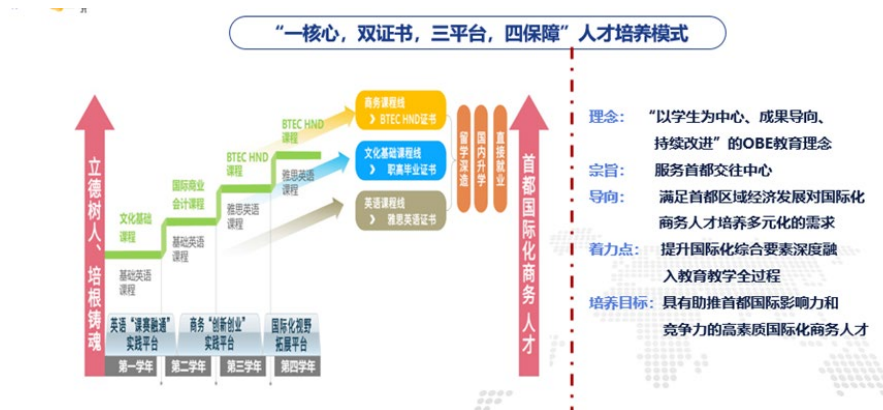 “一核心，双证书，三平台，四保障”人才培养模式
立德树人、培根铸魂
文化基础
课程
基础英语
课程
国际商业
会计课程
基础英语
课程
BTEC HND
课程
雅思英语
课程
BTEC HND
课程
雅思英语
课程
商务课程线
BTEC HND证书
文化基础课程线
职高毕业证书
英语课程线
雅思英语证书
留学深造
国内升学
直接就业
首都国际化商务人才
英语“课赛融通”
实践平台
商务“创新创业”
实践平台
国际化视野
拓展平台
第一学年
第二学年
第三学年
第四学年
理念： “以学生为中心、成果导向、
持续改进”的OBE教育理念
宗旨： 服务首都交往中心
导向： 满足首都区域经济发展对国际化
商务人才培养多元化的需求
着力点： 提升国际化综合要素深度融
入教育教学全过程
培养目标：具有助推首都国际影响力和
竞争力的高素质国际化商务人才